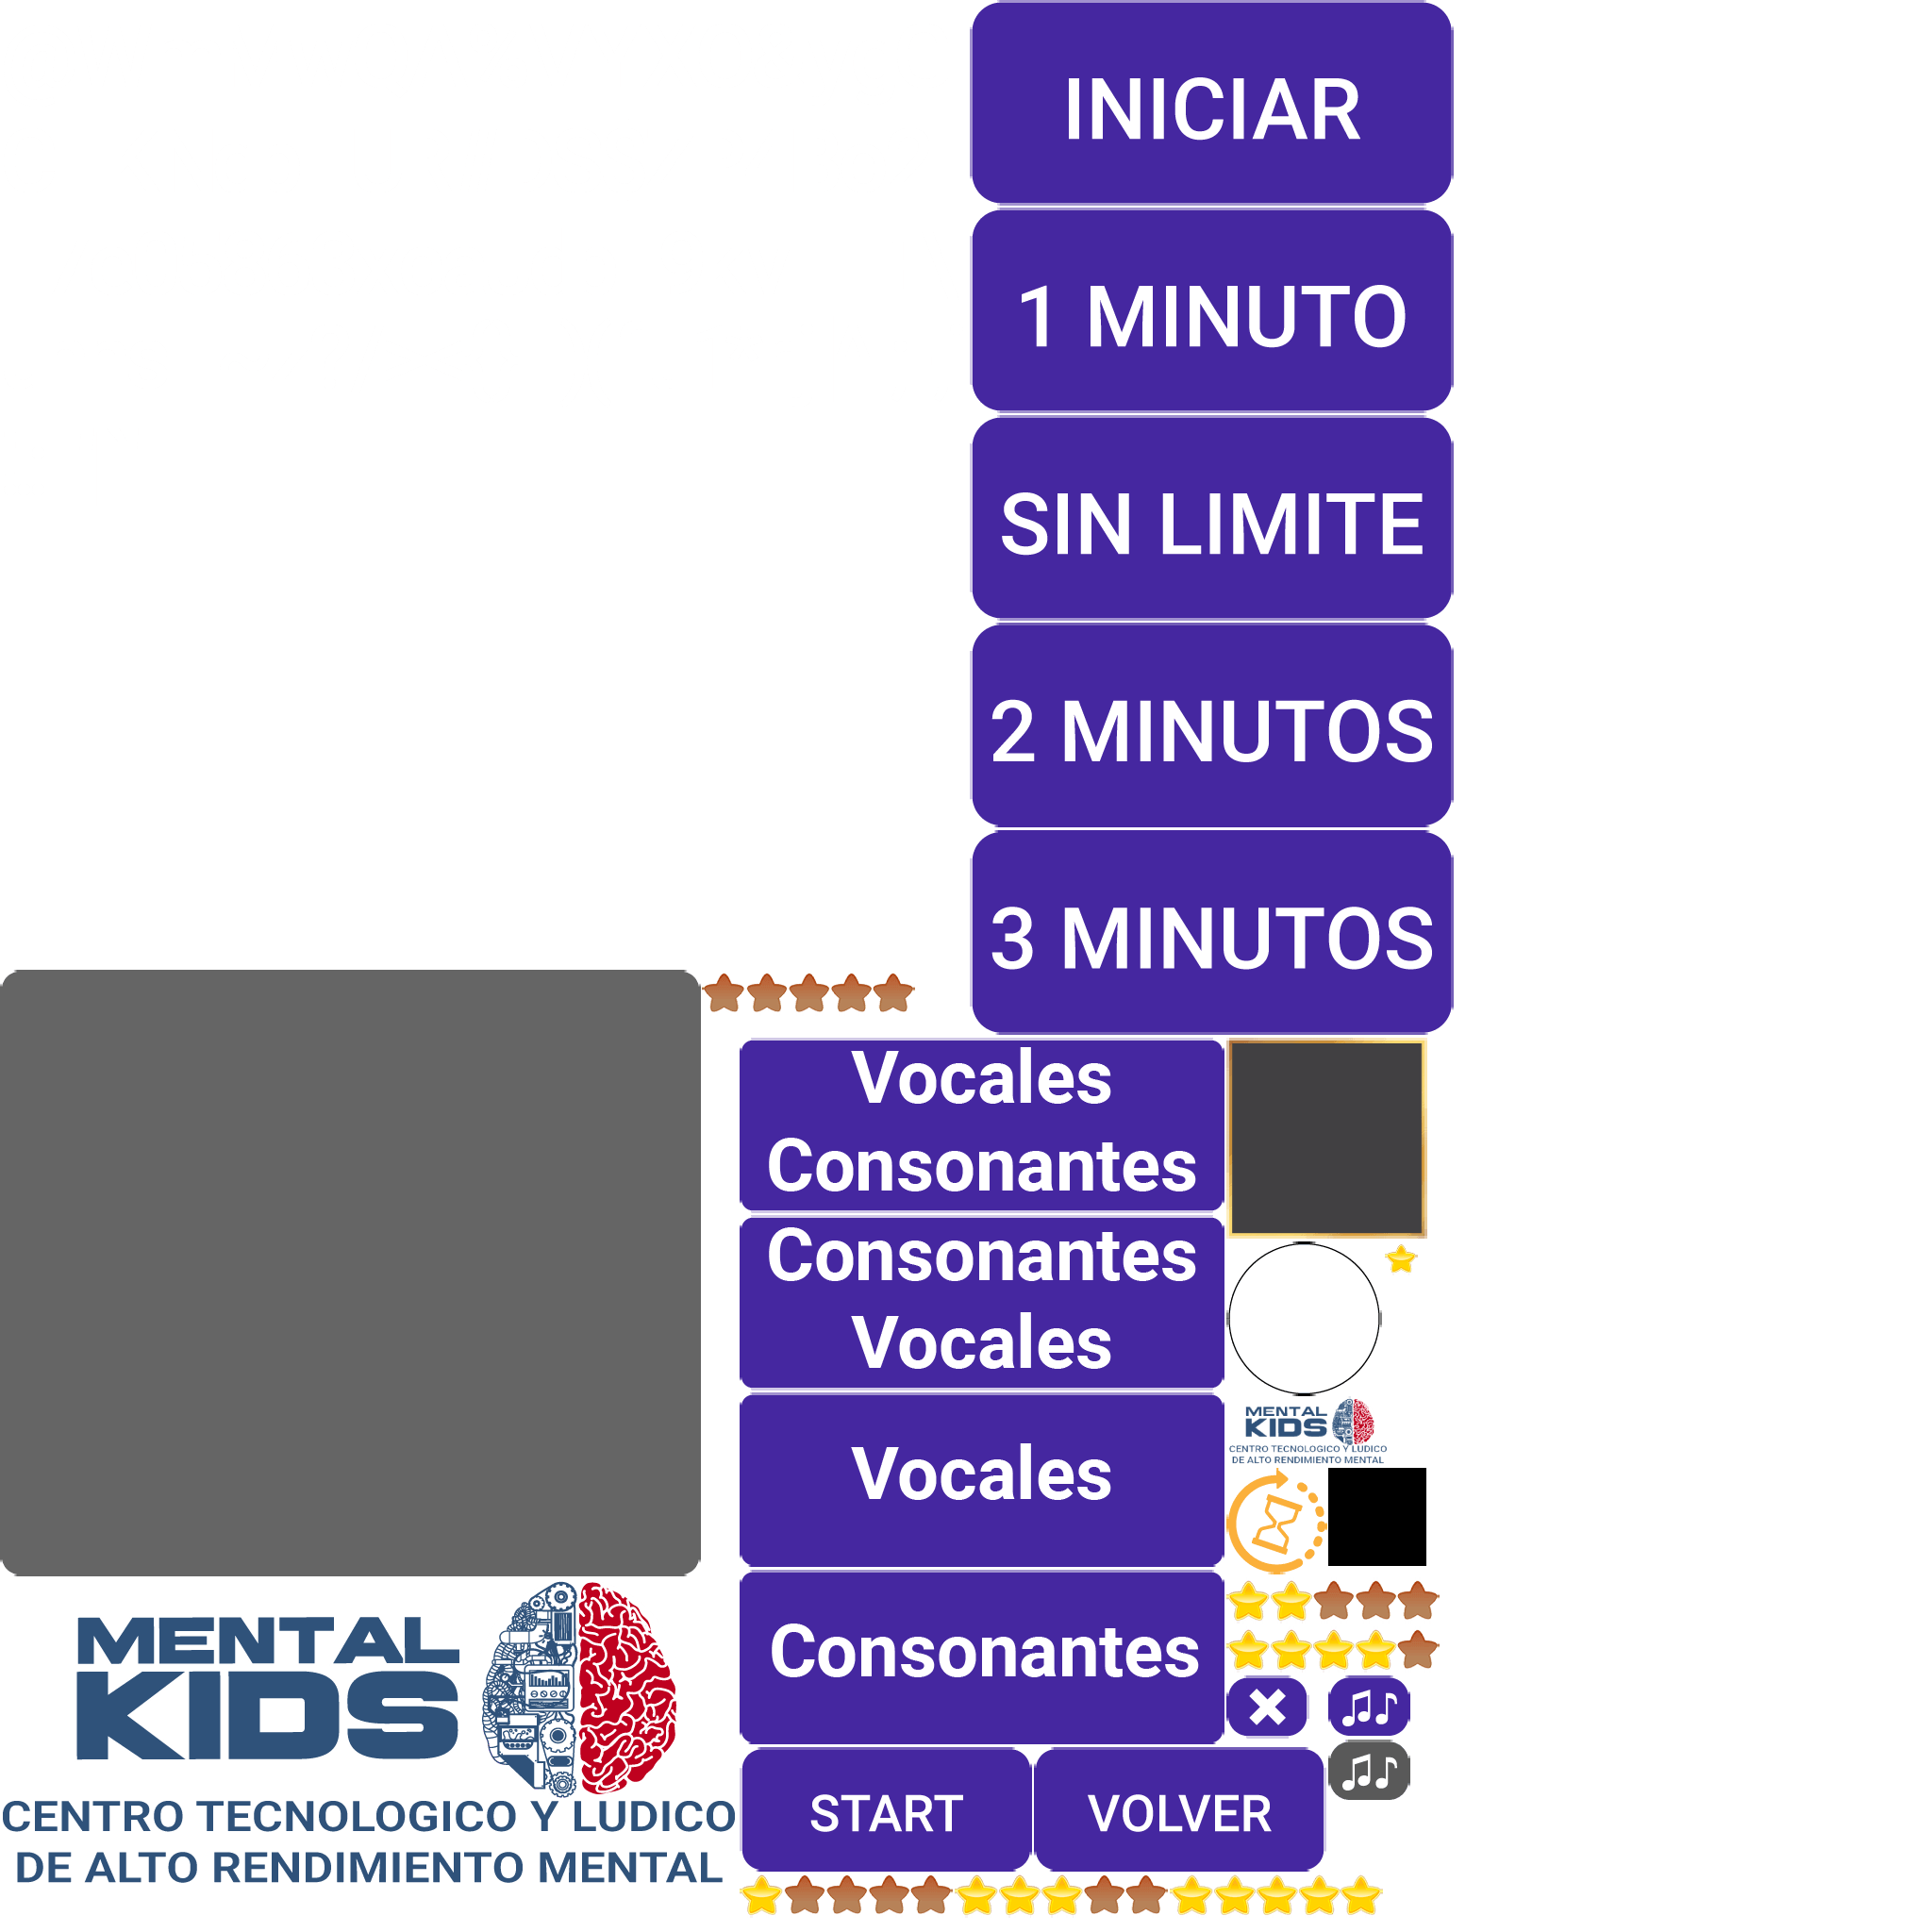 INICIAR
1 MINUTO
SIN LIMITE
2 MINUTOS
3 MINUTOS
Vocales
Consonantes
Consonantes
Vocales
MENTAL
KIDS
CENTRO TECNOLOGICO Y LUDICO
DE ALTO RENDIMIENTO MENTAL
Vocales
Consonantes
MENTAL
KIDS
CENTRO TECNOLOGICO Y LUDICO
DE ALTO RENDIMIENTO MENTAL
START
VOLVER